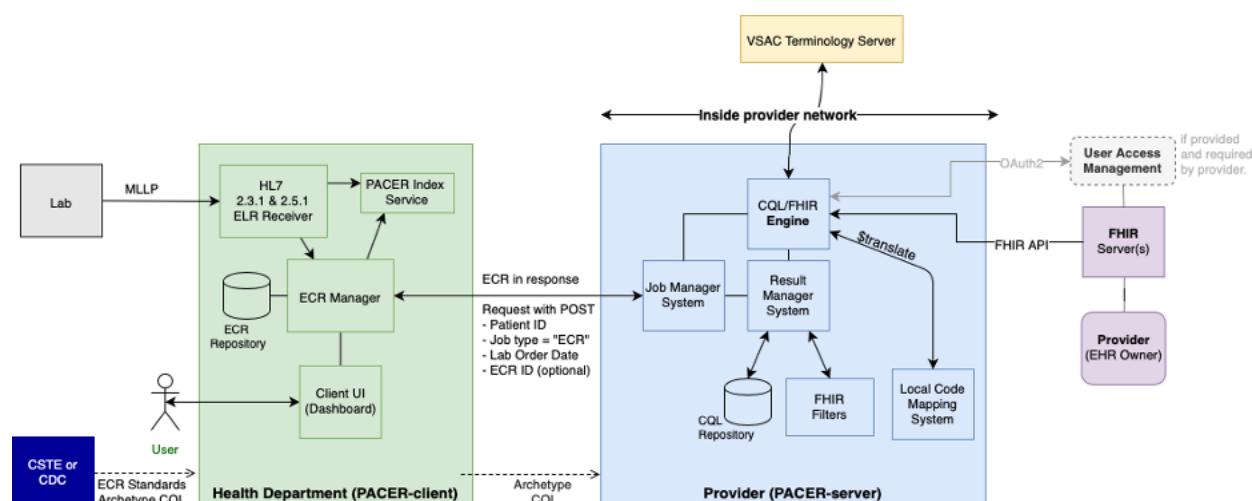 VSAC Terminology Server
Inside provider network
Lab
MLLP
HL7
2.3.1 & 2.5.1
ELR Receiver
PACER Index
Service
ECR
Repository
ECR Manager
Client UI
(Dashboard)
User
CSTE or
CDC
ECR Standards
Archetype CQL
Health Department (PACER-client)
ECR in response
Request with POST
- Patient ID
- Job type = "ECR"
- Lab Order Date
- ECR ID (optional)
Archetype
CQL
CQL/FHIR
Engine
Job Manager
System
Result
Manager
System
$translate
CQL
Repository
FHIR
Filters
Local Code
Mapping
System
Provider (PACER-server)
OAuth2
User Access
Management
if provided
and required
by provider.
FHIR API
FHIR
Server(s)
Provider
(EHR Owner)